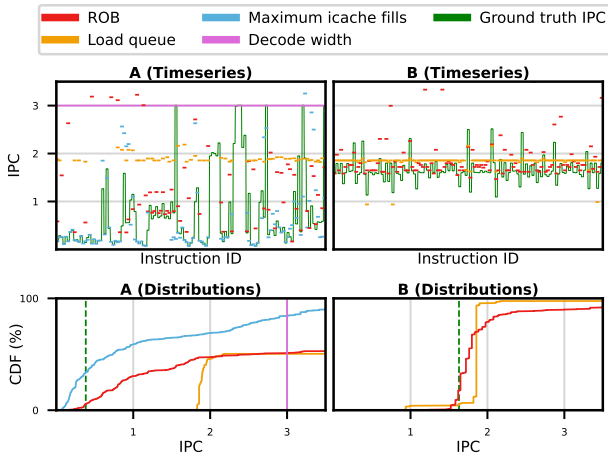 ROB
Maximum icache fills
Ground truth IPC
Load queue
Decode width
A (Timeseries)
B (Timeseries)
IPC
3
2
1
Instruction ID
Instruction ID
A (Distributions)
B (Distributions)
CDF (%)
100
0
1
2
3
1
2
3
IPC
IPC